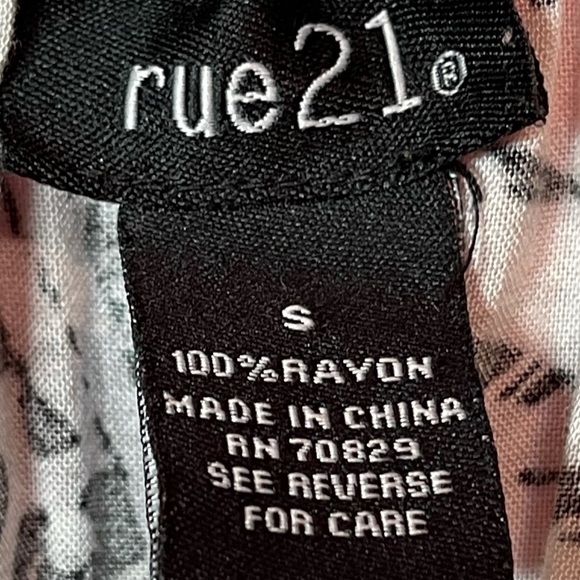 rue21®
S
100%RAYON
MADE IN CHINA
RN 70829
SEE REVERSE
FOR CARE